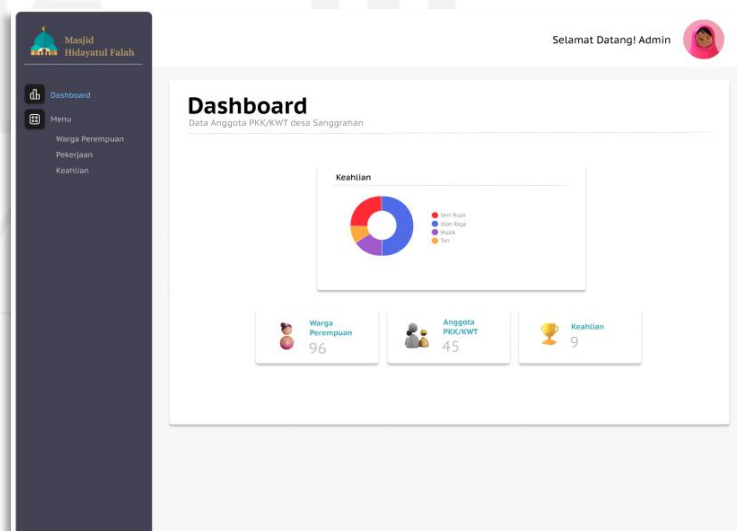 Masjid
Hidayatul Falah
Selamat Datang! Admin
Dashboard
Menu
Warga Perempuan
Pekerjaan
Keahlian
Dashboard
Data Anggota PKK/KWT desa Sanggrahan
Keahlian
Seni Rupa
Olah Raga
Musik
Tari
Warga
Perempuan
96
Anggota
PKK/KWT
45
Keahlian
9